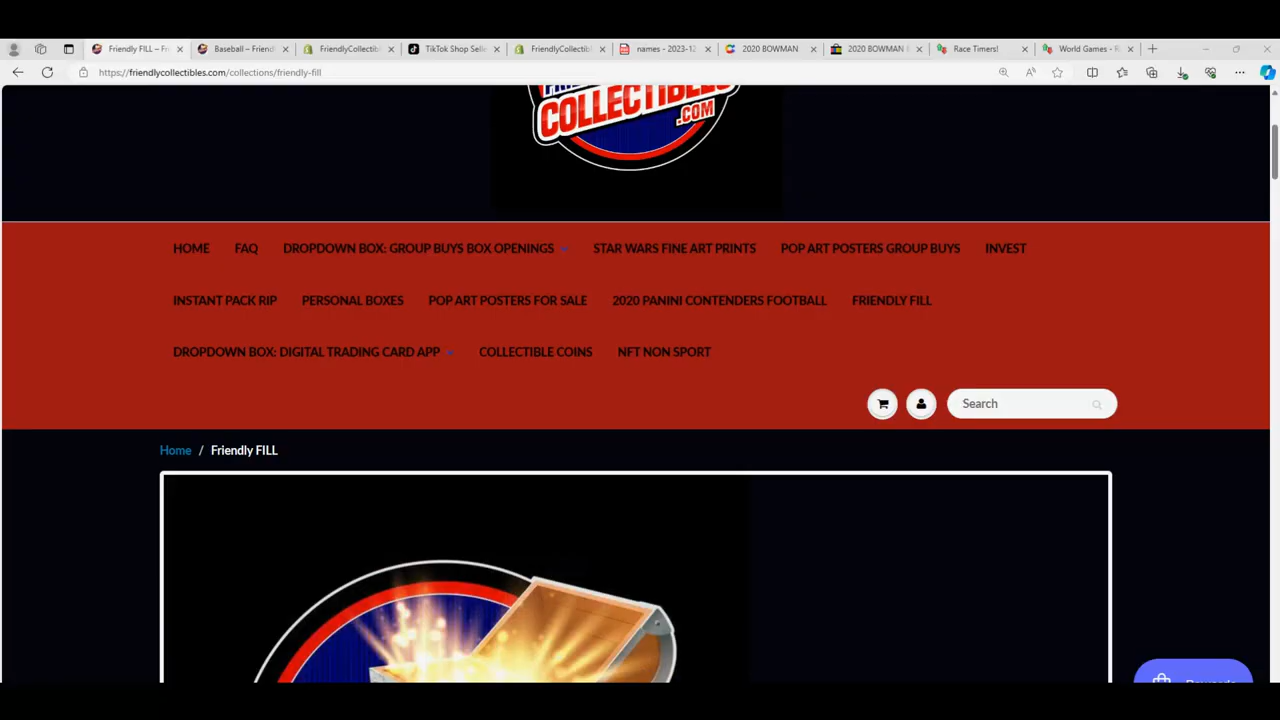 Friendly FILL – Fr
Baseball – Friend
FriendlyCollectib
TikTok Shop Selle
FriendlyCollectib
names - 2023-12
2020 BOWMAN
2020 BOWMAN
Race Timers!
World Games - R
https://friendlycollectibles.com/collections/friendly-fill
COLLECTIBLES
.COM
HOME FAQ DROPDOWN BOX: GROUP BUYS BOX OPENINGS STAR WARS FINE ART PRINTS POP ART POSTERS GROUP BUYS INVEST
INSTANT PACK RIP PERSONAL BOXES POP ART POSTERS FOR SALE 2020 PANINI CONTENDERS FOOTBALL FRIENDLY FILL
DROPDOWN BOX: DIGITAL TRADING CARD APP COLLECTIBLE COINS NFT NON SPORT
Search
Home / Friendly FILL
Rewards